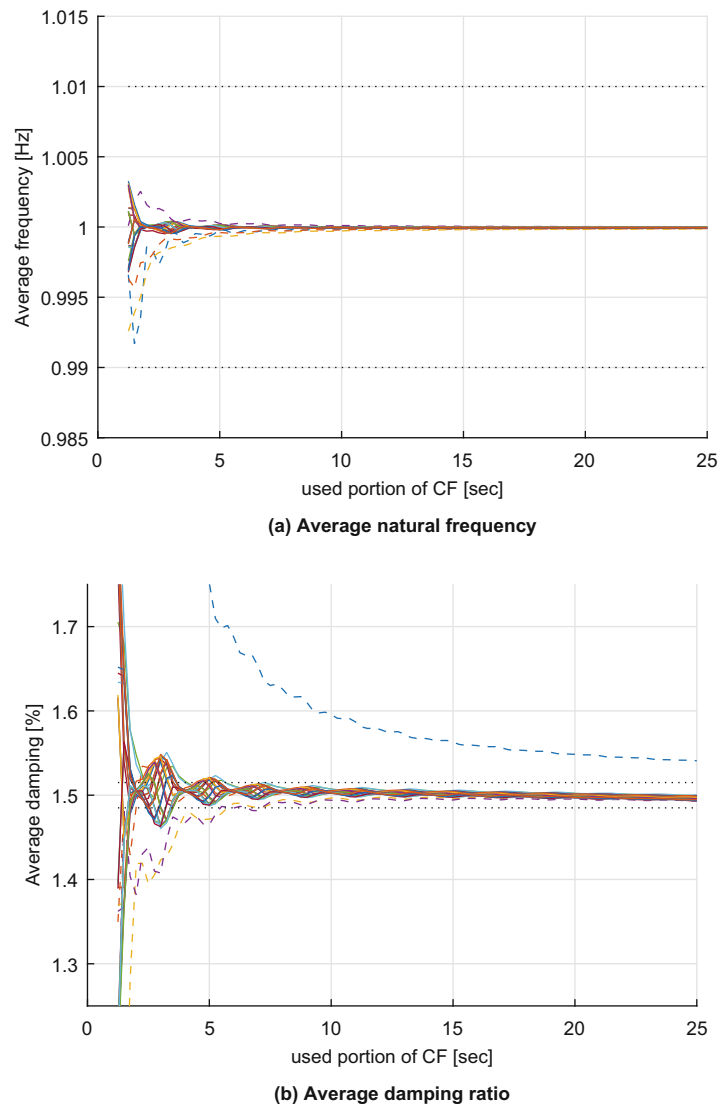 1.015
1.01
1.005
1
0.995
0.99
0.985
Average frequency [Hz]
0 5 10 15 20 25
used portion of CF [sec]
(a) Average natural frequency
1.7
1.6
1.5
1.4
1.3
Average damping [%]
0 5 10 15 20 25
used portion of CF [sec]
(b) Average damping ratio